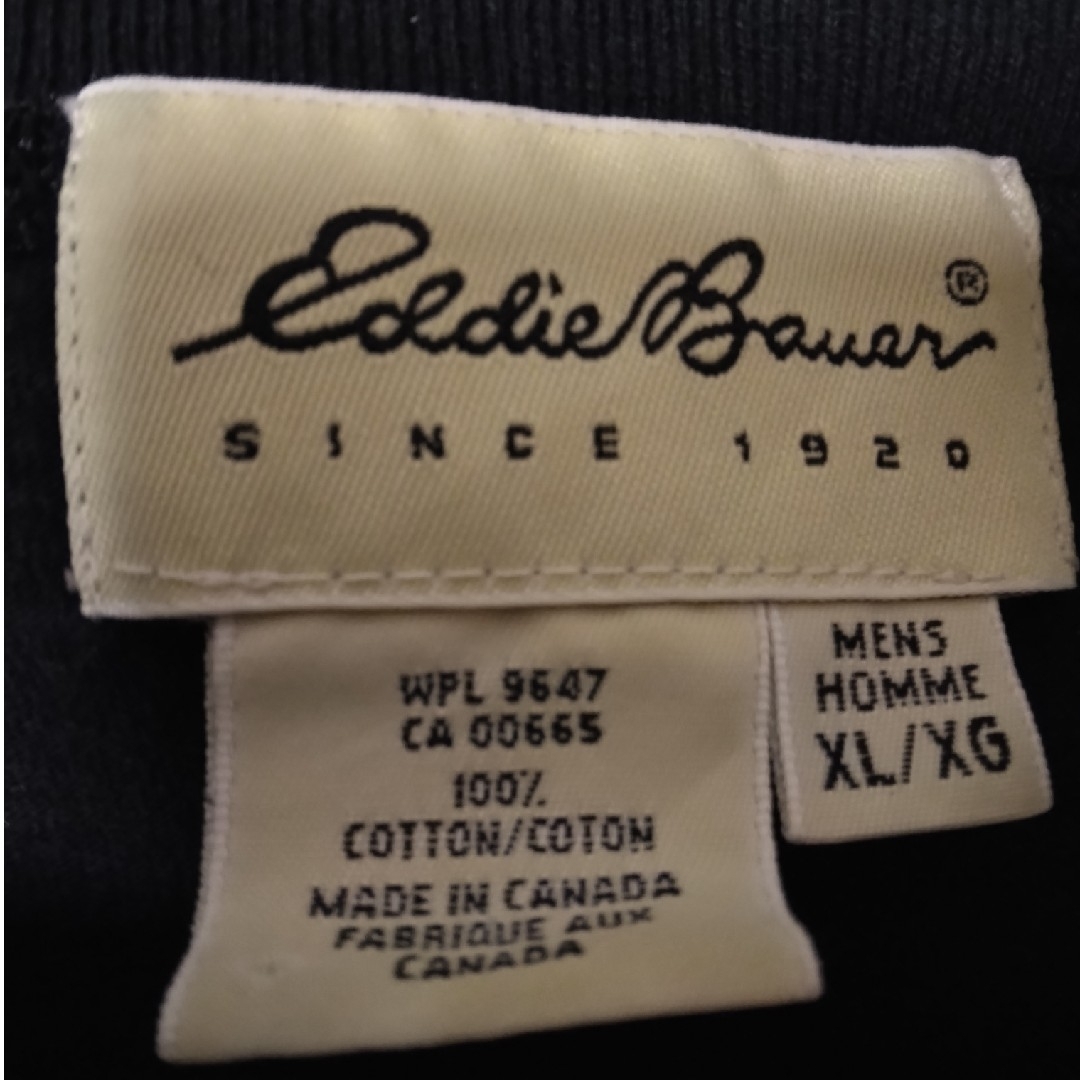 Eddie Bauer ®
SINCE 1920
WPL 9647
CA 00665
100%
COTTON/COTON
MADE IN CANADA
FABRIQUE AUX
CANADA
MENS
HOMME
XL/XG